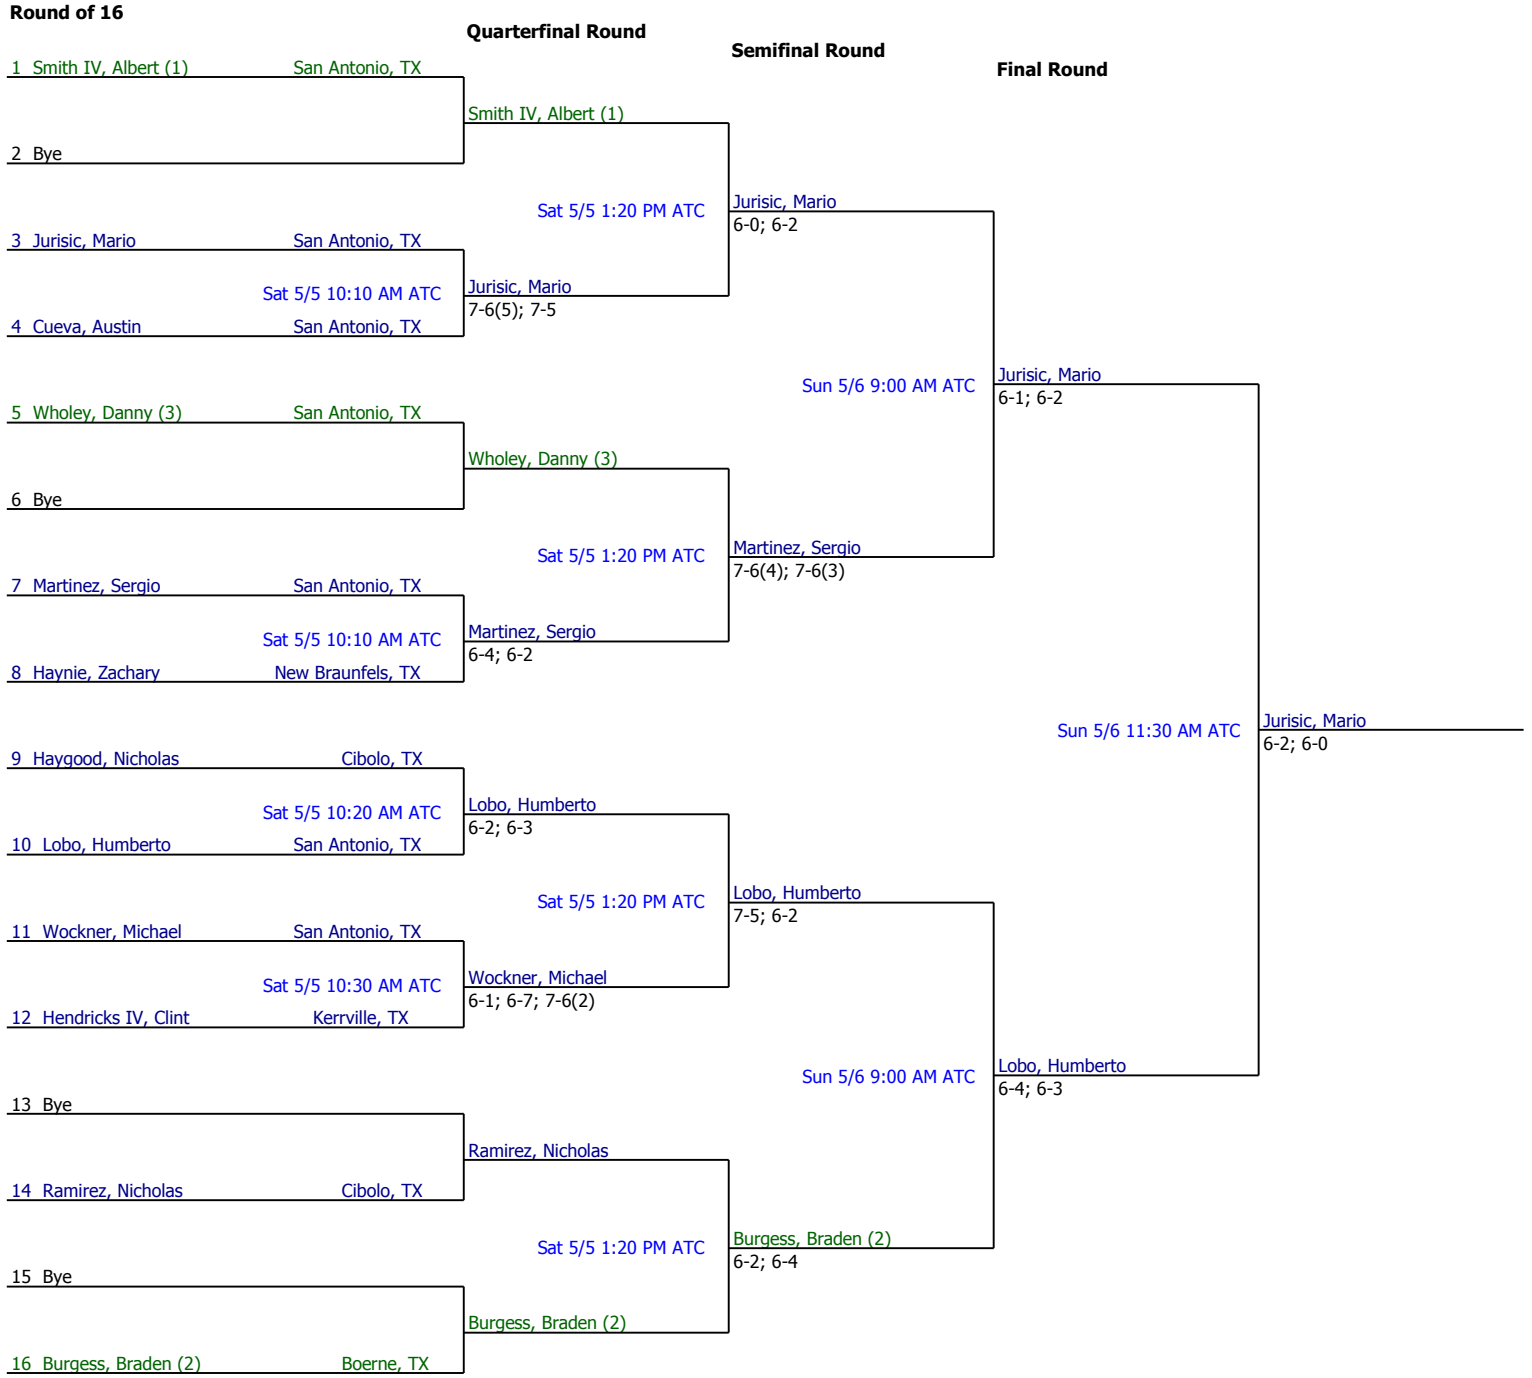 Round of 16
Quarterfinal Round
Semifinal Round
Final Round
1 Smith IV, Albert (1) San Antonio, TX
Smith IV, Albert (1)
2 Bye
Sat 5/5 1:20 PM ATC
Jurisic, Mario
6-0; 6-2
3 Jurisic, Mario San Antonio, TX
Sat 5/5 10:10 AM ATC
Jurisic, Mario
7-6(5); 7-5
4 Cueva, Austin San Antonio, TX
Sun 5/6 9:00 AM ATC
Jurisic, Mario
6-1; 6-2
5 Wholey, Danny (3) San Antonio, TX
Wholey, Danny (3)
6 Bye
Sat 5/5 1:20 PM ATC
Martinez, Sergio
7-6(4); 7-6(3)
7 Martinez, Sergio San Antonio, TX
Sat 5/5 10:10 AM ATC
Martinez, Sergio
6-4; 6-2
8 Haynie, Zachary New Braunfels, TX
Sun 5/6 11:30 AM ATC
Jurisic, Mario
6-2; 6-0
9 Haygood, Nicholas Cibolo, TX
Sat 5/5 10:20 AM ATC
Lobo, Humberto
6-2; 6-3
10 Lobo, Humberto San Antonio, TX
Sat 5/5 1:20 PM ATC
Lobo, Humberto
7-5; 6-2
11 Wockner, Michael San Antonio, TX
Sat 5/5 10:30 AM ATC
Wockner, Michael
6-1; 6-7; 7-6(2)
12 Hendricks IV, Clint Kerrville, TX
Sun 5/6 9:00 AM ATC
Lobo, Humberto
6-4; 6-3
13 Bye
Ramirez, Nicholas
14 Ramirez, Nicholas Cibolo, TX
Sat 5/5 1:20 PM ATC
Burgess, Braden (2)
6-2; 6-4
15 Bye
Burgess, Braden (2)
16 Burgess, Braden (2) Boerne, TX